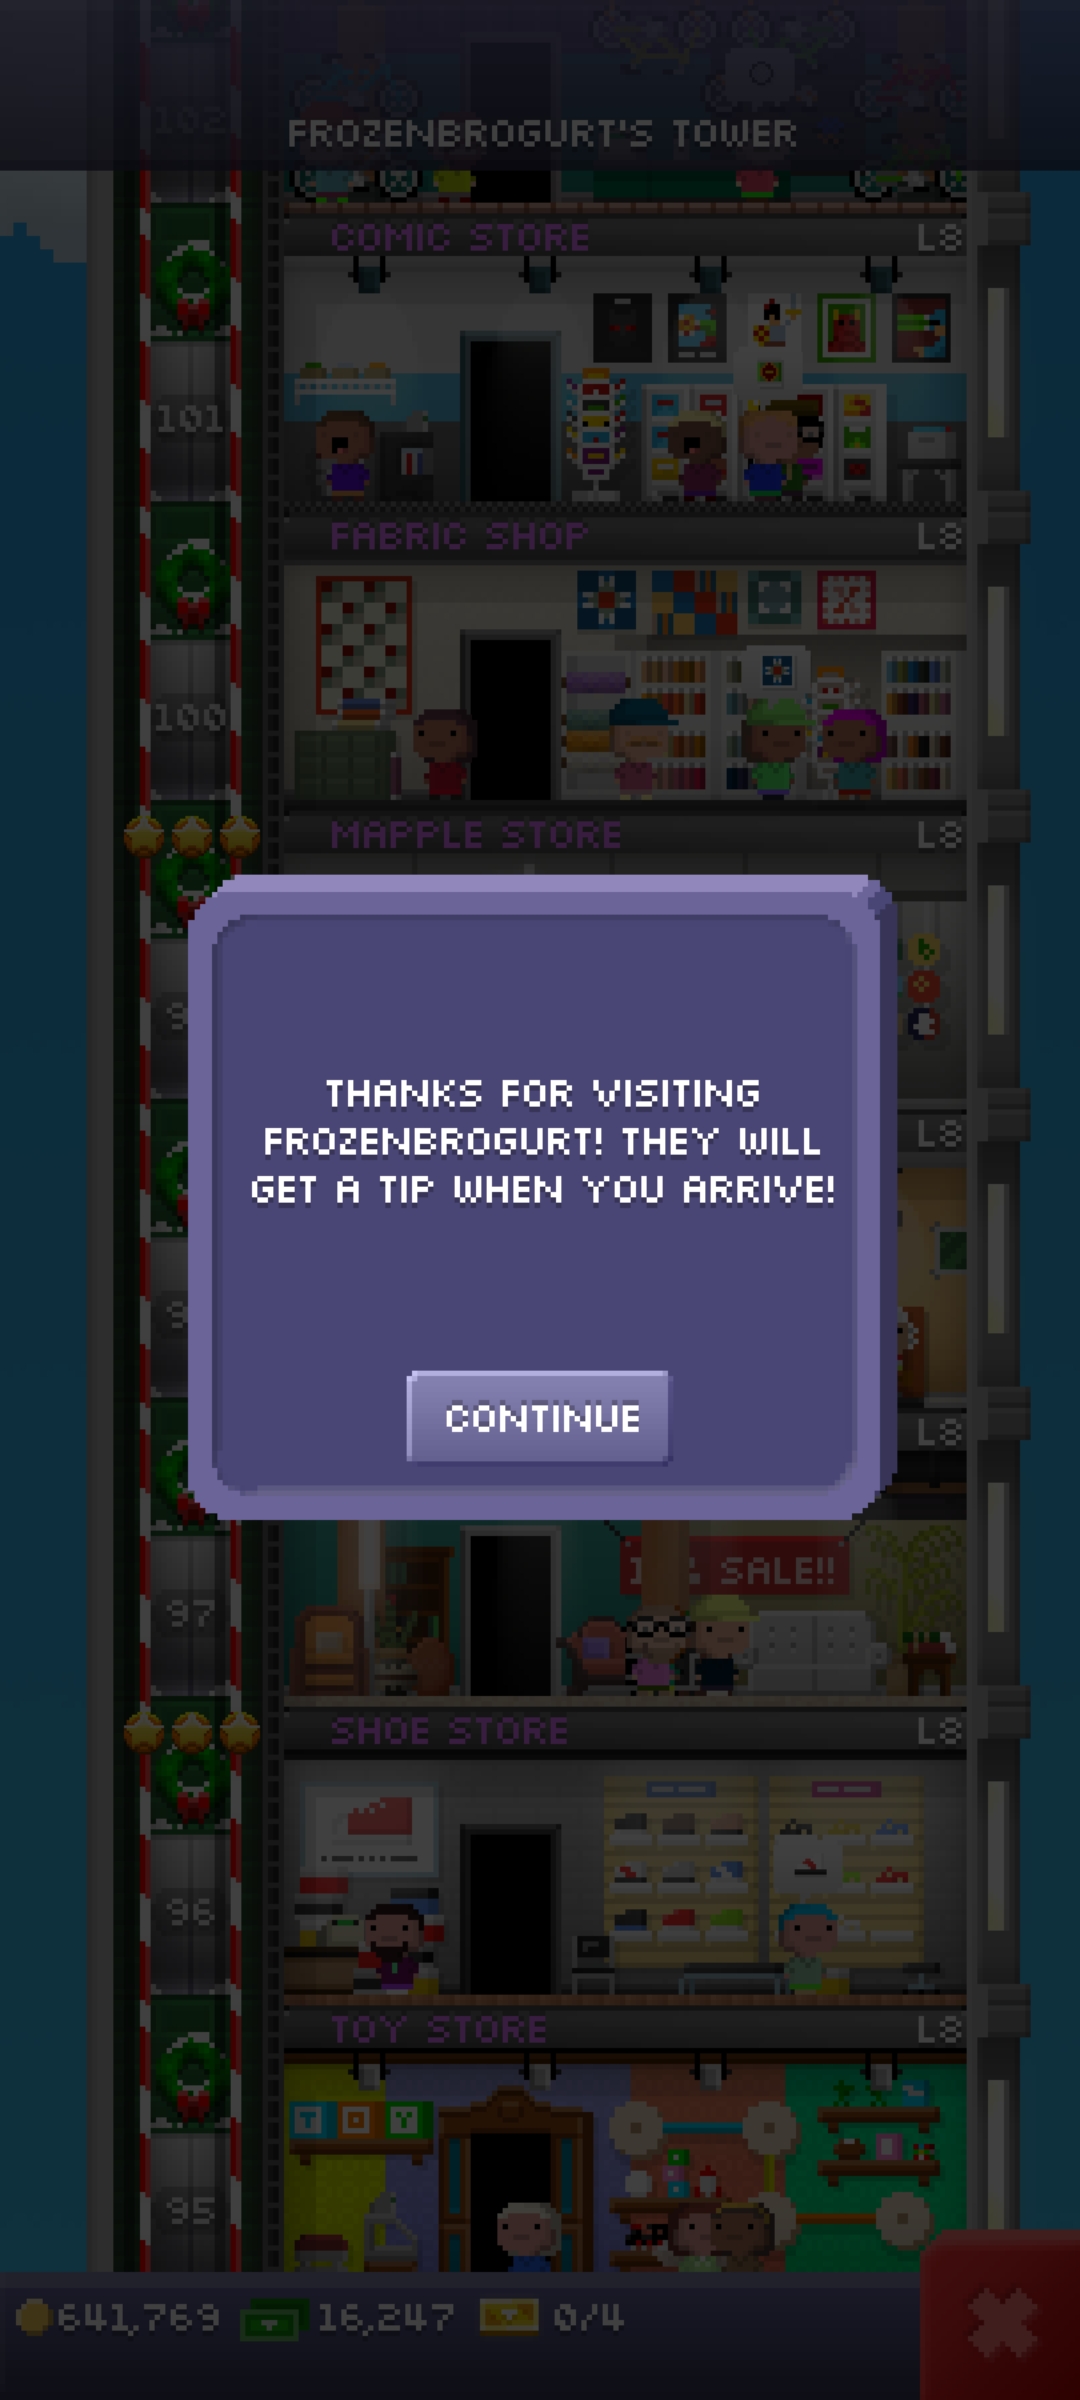 102
FROZENBROGURT'S TOWER
COMIC STORE L8
101
FABRIC SHOP L8
100
MAPPLE STORE L8
L8
THANKS FOR VISITING
FROZENBROGURT! THEY WILL
GET A TIP WHEN YOU ARRIVE!
CONTINUE
L8
SALE!!
97
SHOE STORE L8
96
TOY STORE L8
TOY
95
641,769 16,247 0/4